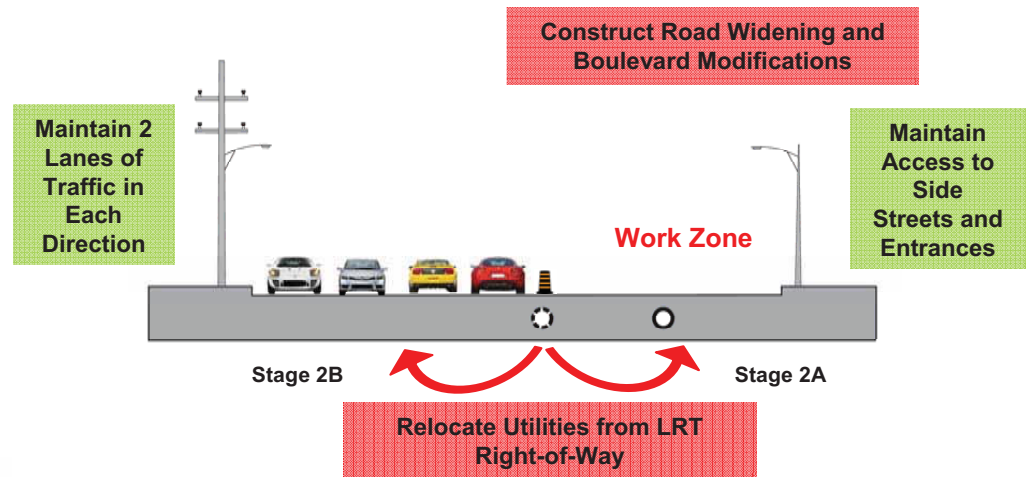 Construct Road Widening and
Boulevard Modifications
Maintain 2
Lanes of
Traffic in
Each
Direction
Maintain
Access to
Side
Streets and
Entrances
Work Zone
Stage 2B
Stage 2A
Relocate Utilities from LRT
Right-of-Way